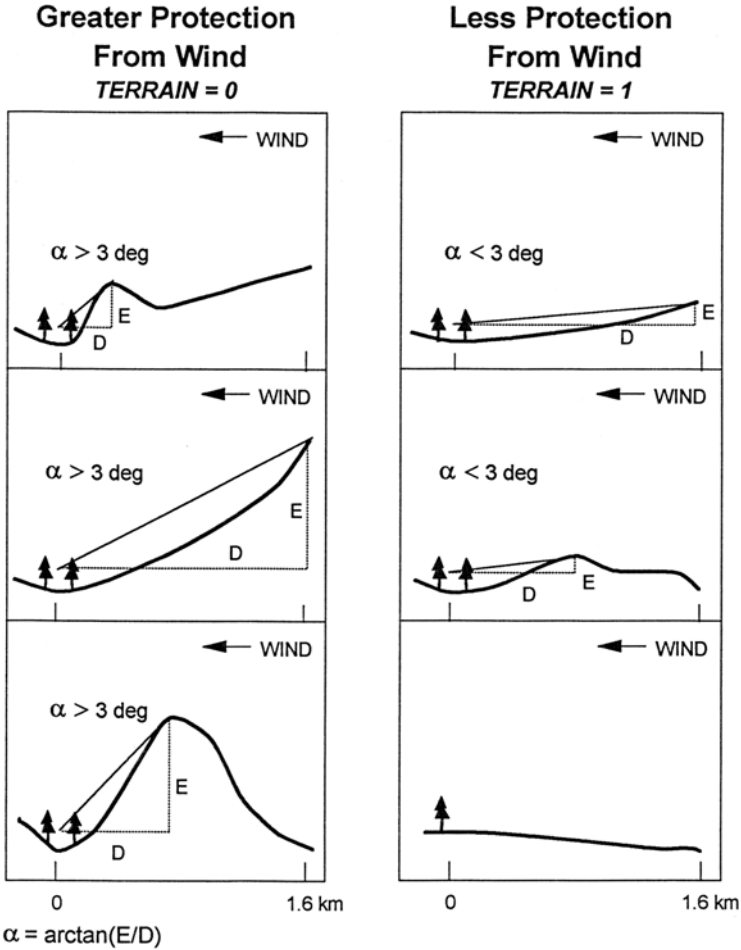 Greater Protection
From Wind
TERRAIN = 0
WIND
α > 3 deg
E
D
WIND
α > 3 deg
E
D
WIND
α > 3 deg
E
D
0
1.6 km
α = arctan(E/D)
Less Protection
From Wind
TERRAIN = 1
WIND
α < 3 deg
E
D
WIND
α < 3 deg
E
D
WIND
0
1.6 km